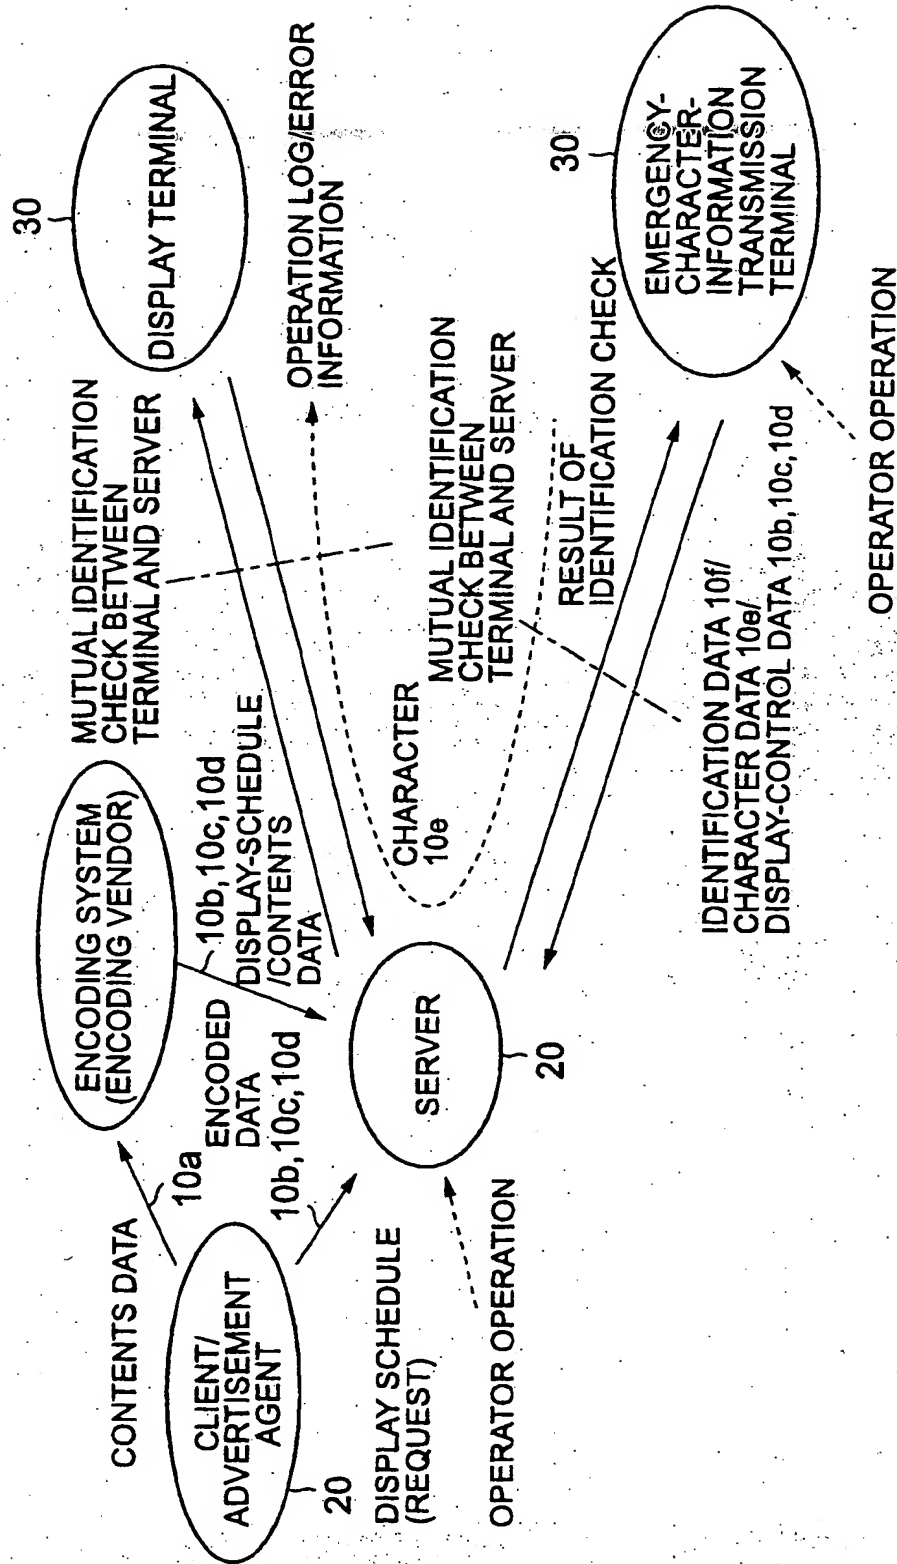 CONTENTS DATA
10a
CLIENT/
ADVERTISEMENT
AGENT
20
DISPLAY SCHEDULE
(REQUEST)
10b, 10c, 10d
ENCODING SYSTEM
(ENCODING VENDOR)
ENCODED
DATA
10b, 10c, 10d
DISPLAY-SCHEDULE
/CONTENTS
DATA
SERVER
20
OPERATOR OPERATION
MUTUAL IDENTIFICATION
CHECK BETWEEN
TERMINAL AND SERVER
30
DISPLAY TERMINAL
OPERATION LOG/ERROR
INFORMATION
CHARACTER
10e
MUTUAL IDENTIFICATION
CHECK BETWEEN
TERMINAL AND SERVER
RESULT OF
IDENTIFICATION CHECK
30
EMERGENCY-
CHARACTER-
INFORMATION
TRANSMISSION
TERMINAL
IDENTIFICATION DATA 10f/
CHARACTER DATA 10e/
DISPLAY-CONTROL DATA 10b, 10c, 10d
OPERATOR OPERATION